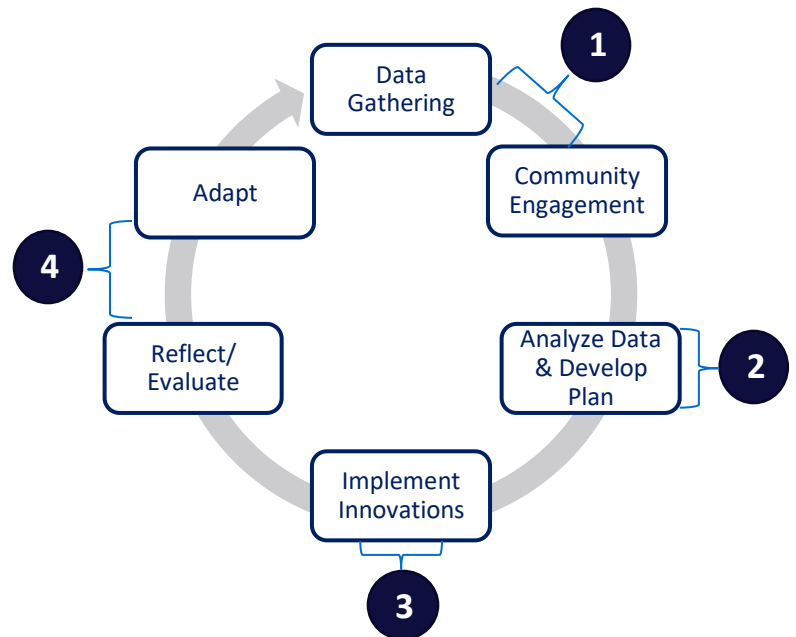 1
Data
Gathering
Community
Engagement
Adapt
4
Analyze Data
& Develop
Plan
2
Reflect/
Evaluate
Implement
Innovations
3